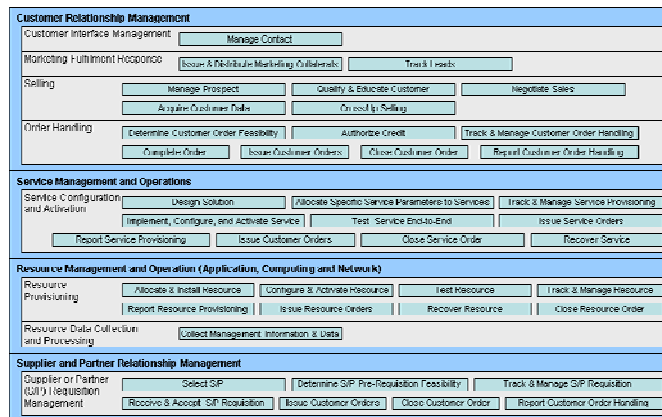 Customer Relationship Management
Customer Interface Management
Manage Contact
Marketing Fulfilment Response
Issue & Distribute Marketing Collaterals
Track Leads
Selling
Manage Prospect
Qualify & Educate Customer
Negotiate Sales
Acquire Customer Data
Cross/Up Selling
Order Handling
Determine Customer Order Feasibility
Authorize Credit
Track & Manage Customer Order Handling
Complete Order
Issue Customer Orders
Close Customer Order
Report Customer Order Handling
Service Management and Operations
Service Configuration
and Activation
Design Solution
Allocate Specific Service Parameters to Services
Track & Manage Service Provisioning
Implement, Configure, and Activate Service
Test Service End-to-End
Issue Service Orders
Report Service Provisioning
Issue Customer Orders
Close Service Order
Recover Service
Resource Management and Operation (Application, Computing and Network)
Resource
Provisioning
Allocate & Install Resource
Configure & Activate Resource
Test Resource
Track & Manage Resource
Report Resource Provisioning
Issue Resource Orders
Recover Resource
Close Resource Order
Resource Data Collection
and Processing
Collect Management Information & Data
Supplier and Partner Relationship Management
Supplier or Partner
(S/P) Requisition
Management
Select S/P
Determine S/P Pre-Requisition Feasibility
Track & Manage S/P Requisition
Receive & Accept S/P Requisition
Issue Customer Orders
Close Customer Order
Report Customer Order Handling